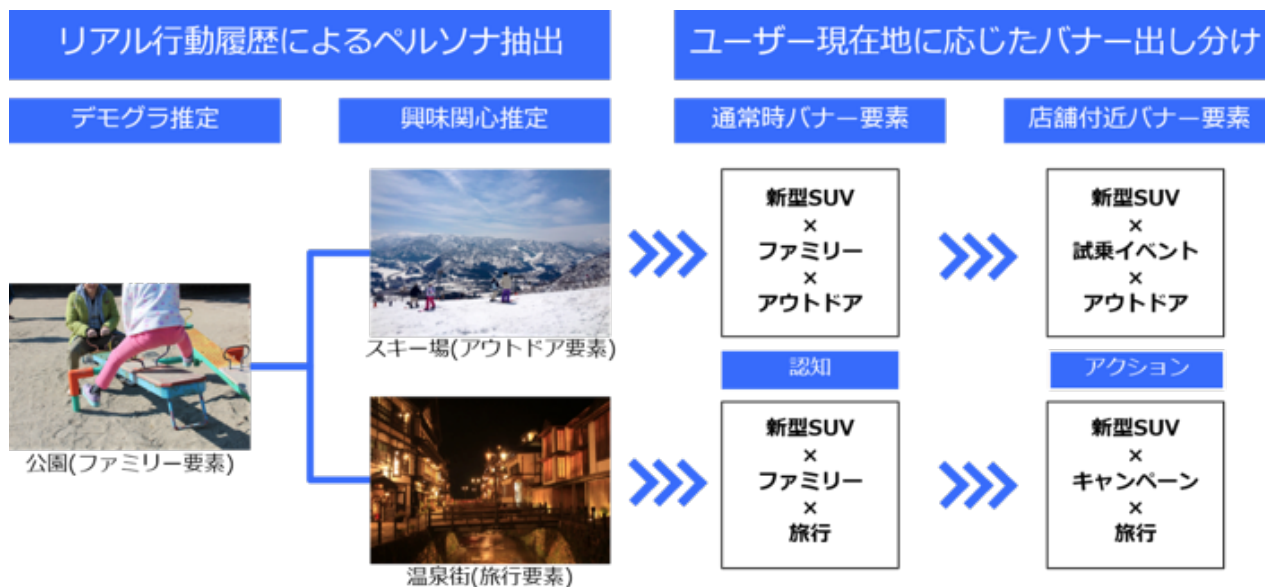 リアル行動履歴によるペルソナ抽出
ユーザー現在地に応じたバナー出し分け
デモグラ推定
興味関心推定
通常時バナー要素
店舗付近バナー要素
公園(ファミリー要素)
スキー場(アウトドア要素)
新型SUV
×
ファミリー
×
アウトドア
新型SUV
×
試乗イベント
×
アウトドア
認知
アクション
温泉街(旅行要素)
新型SUV
×
ファミリー
×
旅行
新型SUV
×
キャンペーン
×
旅行